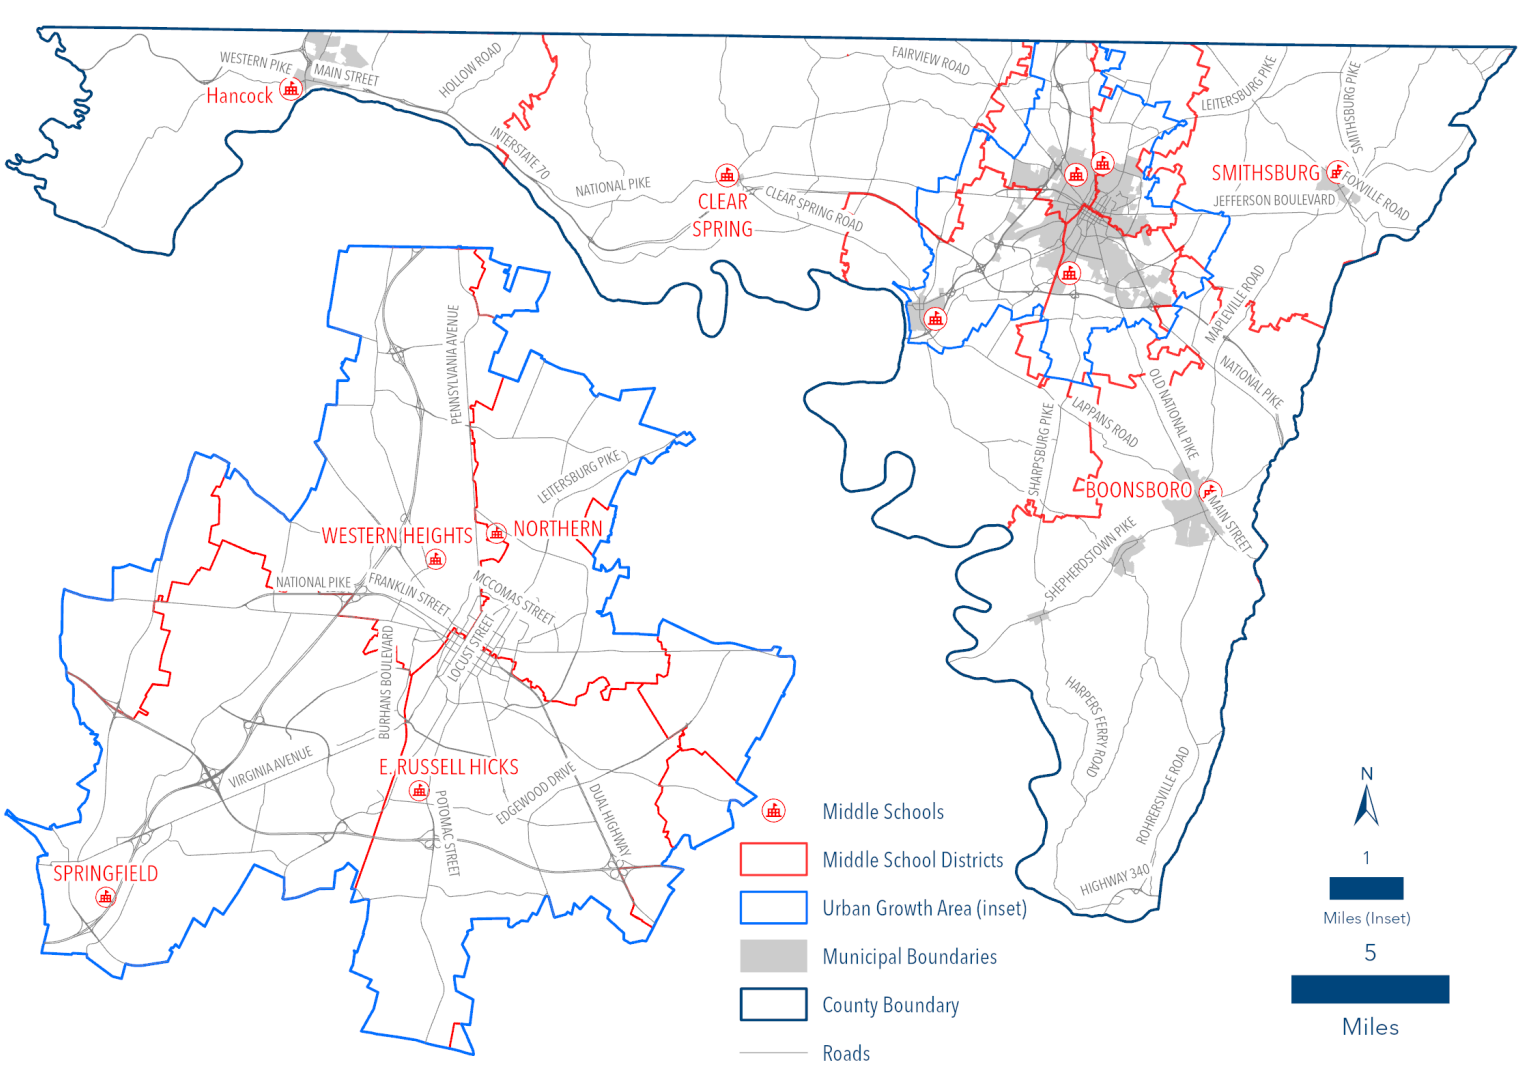 WESTERN PIKE
MAIN STREET
Hancock
HOLLOW ROAD
INTERSTATE 70
NATIONAL PIKE
CLEAR
SPRING
CLEAR SPRING ROAD
FAIRVIEW ROAD
LEITERSBURG PIKE
SMITHSBURG PIKE
SMITHSBURG
FOXVILLE ROAD
JEFFERSON BOULEVARD
MAPLEVILLE ROAD
NATIONAL PIKE
OLD NATIONAL PIKE
LAPPANS ROAD
SHARPSBURG PIKE
BOONSBORO
MAIN STREET
SHEPHERDSTOWN PIKE
HARPERS FERRY ROAD
ROHRERSVILLE ROAD
HIGHWAY 340
PENNSYLVANIA AVENUE
LEITERSBURG PIKE
WESTERN HEIGHTS
NORTHERN
NATIONAL PIKE
FRANKLIN STREET
MCCOMAS STREET
LOCUST STREET
BURHANS BOULEVARD
VIRGINIA AVENUE
E. RUSSELL HICKS
POTOMAC STREET
EDGEWOOD DRIVE
DUAL HIGHWAY
SPRINGFIELD
Middle Schools
Middle School Districts
Urban Growth Area (inset)
Municipal Boundaries
County Boundary
Roads
N
1
Miles (Inset)
5
Miles